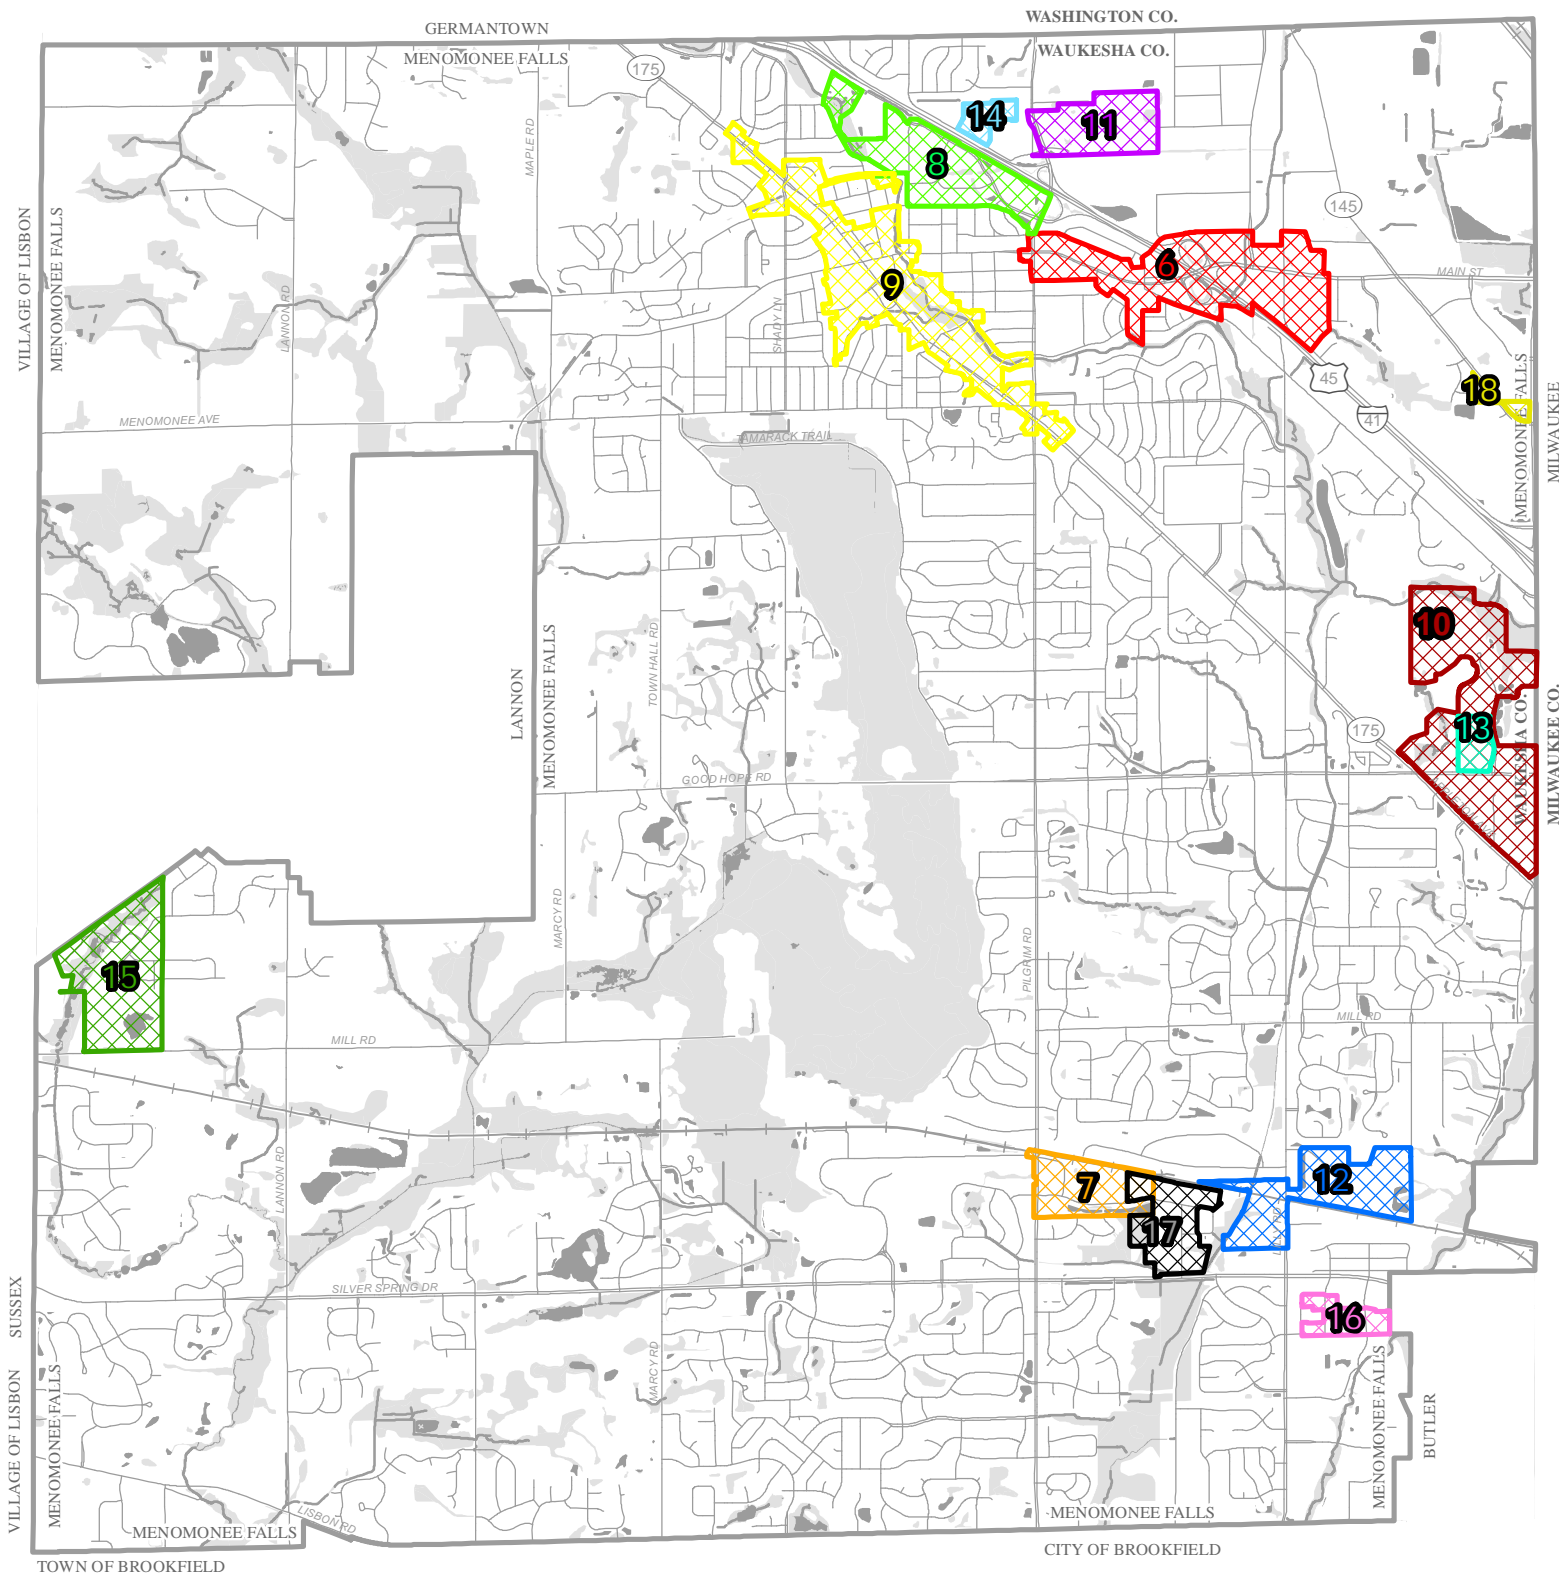 WASHINGTON CO.
GERMANTOWN
WAUKESHA CO.
MENOMONEE FALLS
175
MAPLE RD
14
11
8
145
VILLAGE OF LISBON
MENOMONEE FALLS
6
MAIN ST
9
LANNON RD
SHADY LN
45
18
MENOMONEE FALLS
MILWAUKEE
41
MENOMONEE AVE
TAMARACK TRAIL
10
TOWN HALL RD
LANNON
MENOMONEE FALLS
175
13
WAUKESHA CO.
MILWAUKEE CO.
GOOD HOPE RD
APPLETON AVE
MARCY RD
PILGRIM RD
15
MILL RD
MILL RD
LANNON RD
7
12
17
LILLY RD
SILVER SPRING DR
SUSSEX
16
VILLAGE OF LISBON
MENOMONEE FALLS
MARCY RD
MENOMONEE FALLS
BUTLER
LISBON RD
MENOMONEE FALLS
MENOMONEE FALLS
CITY OF BROOKFIELD
TOWN OF BROOKFIELD